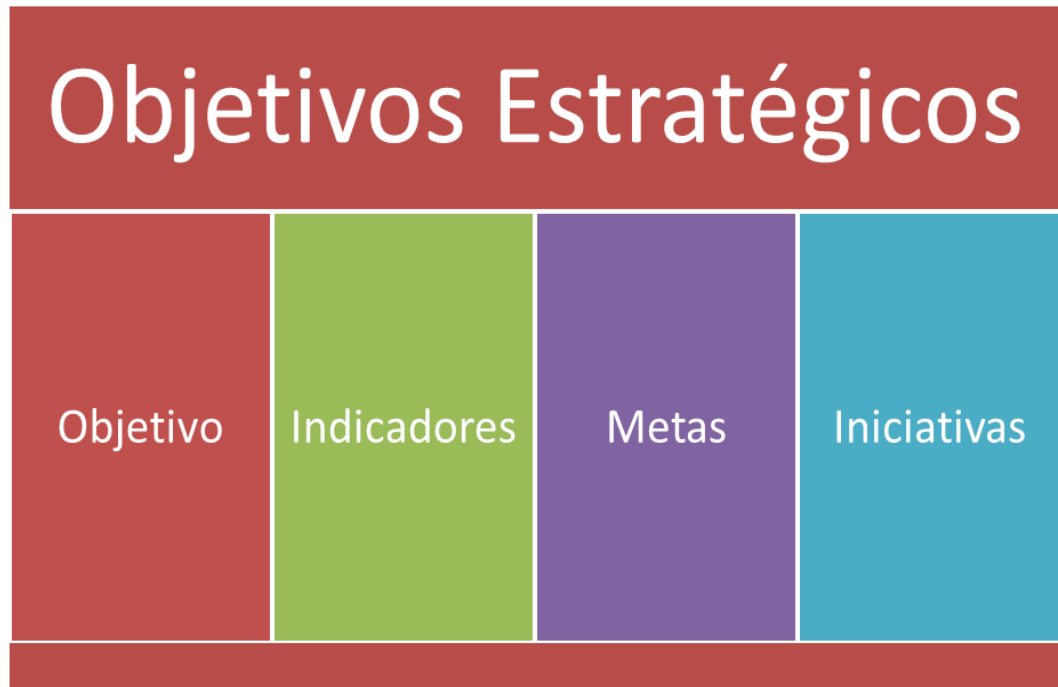 Objetivos Estratégicos
Objetivo
Indicadores
Metas
Iniciativas